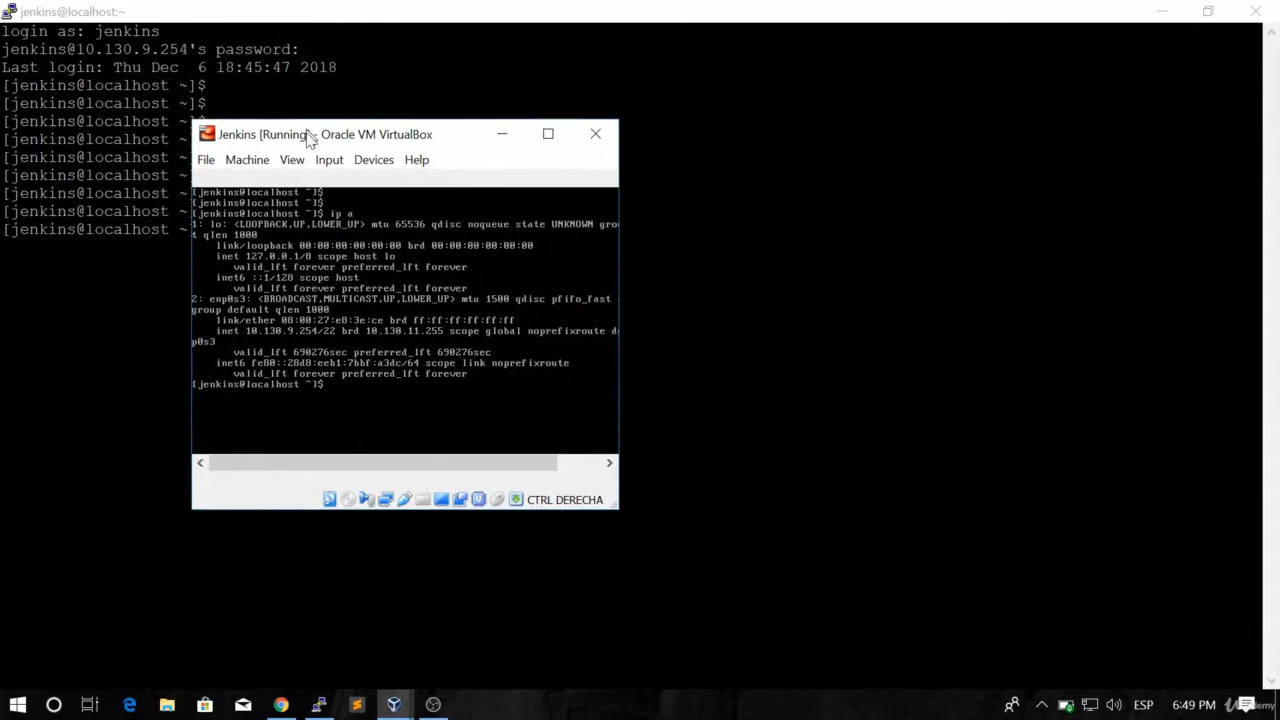 jenkins@localhost:~
login as: jenkins
jenkins@10.130.9.254's password:
Last login: Thu Dec  6 18:45:47 2018
[jenkins@localhost ~]$
[jenkins@localhost ~]$
[jenkins@localhost ~]$
[jenkins@localhost ~
[jenkins@localhost ~
[jenkins@localhost ~
[jenkins@localhost ~
[jenkins@localhost ~
[jenkins@localhost ~
Jenkins [Running] - Oracle VM VirtualBox
File Machine View Input Devices Help
[jenkins@localhost ~]$
[jenkins@localhost ~]$
[jenkins@localhost ~]$ ip a
1: lo: <LOOPBACK,UP,LOWER_UP> mtu 65536 qdisc noqueue state UNKNOWN grou
t qlen 1000
link/loopback 00:00:00:00:00:00 brd 00:00:00:00:00:00
inet 127.0.0.1/8 scope host lo
valid_lft forever preferred_lft forever
inet6 ::1/128 scope host
valid_lft forever preferred_lft forever
2: enp0s3: <BROADCAST,MULTICAST,UP,LOWER_UP> mtu 1500 qdisc pfifo_fast
group default qlen 1000
link/ether 08:00:27:e8:3e:ce brd ff:ff:ff:ff:ff:ff
inet 10.130.9.254/22 brd 10.130.11.255 scope global noprefixroute d
p0s3
valid_lft 690276sec preferred_lft 690276sec
inet6 fe80::28d8:eeb1:7bbf:a3dc/64 scope link noprefixroute
valid_lft forever preferred_lft forever
[jenkins@localhost ~]$
CTRL DERECHA
ESP 6:49 PM